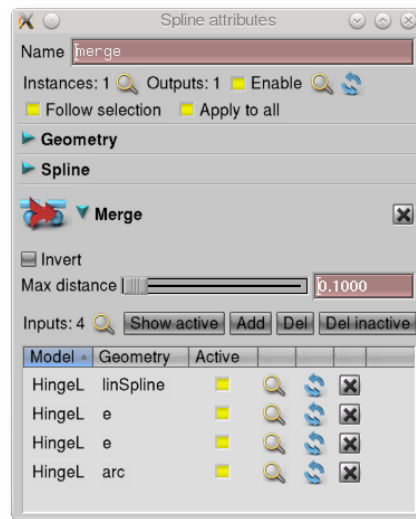 Spline attributes
Name merge
Instances: 1 Outputs: 1 Enable
Follow selection Apply to all
Geometry
Spline
Merge
Invert
Max distance 0.1000
Inputs: 4 Show active Add Del Del inactive
Model Geometry Active
HingeL linSpline
HingeL e
HingeL e
HingeL arc